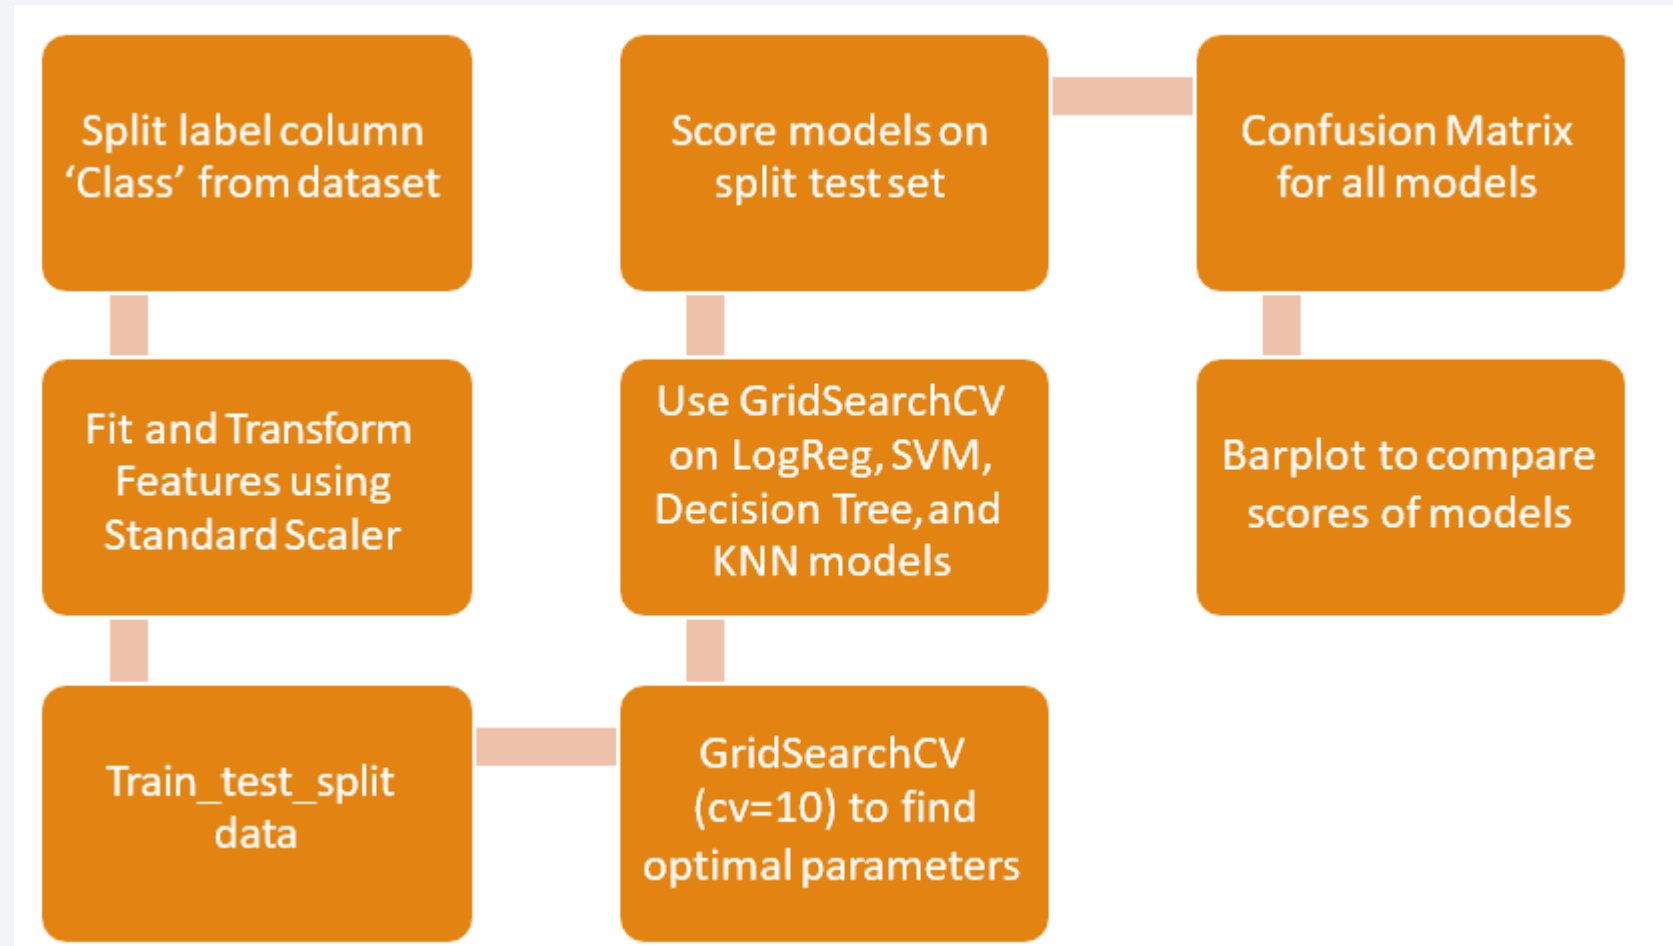 Split label column
‘Class’ from dataset
Fit and Transform
Features using
Standard Scaler
Train_test_split
data
GridSearchCV
(cv=10) to find
optimal parameters
Use GridSearchCV
on LogReg, SVM,
Decision Tree, and
KNN models
Score models on
split test set
Confusion Matrix
for all models
Barplot to compare
scores of models